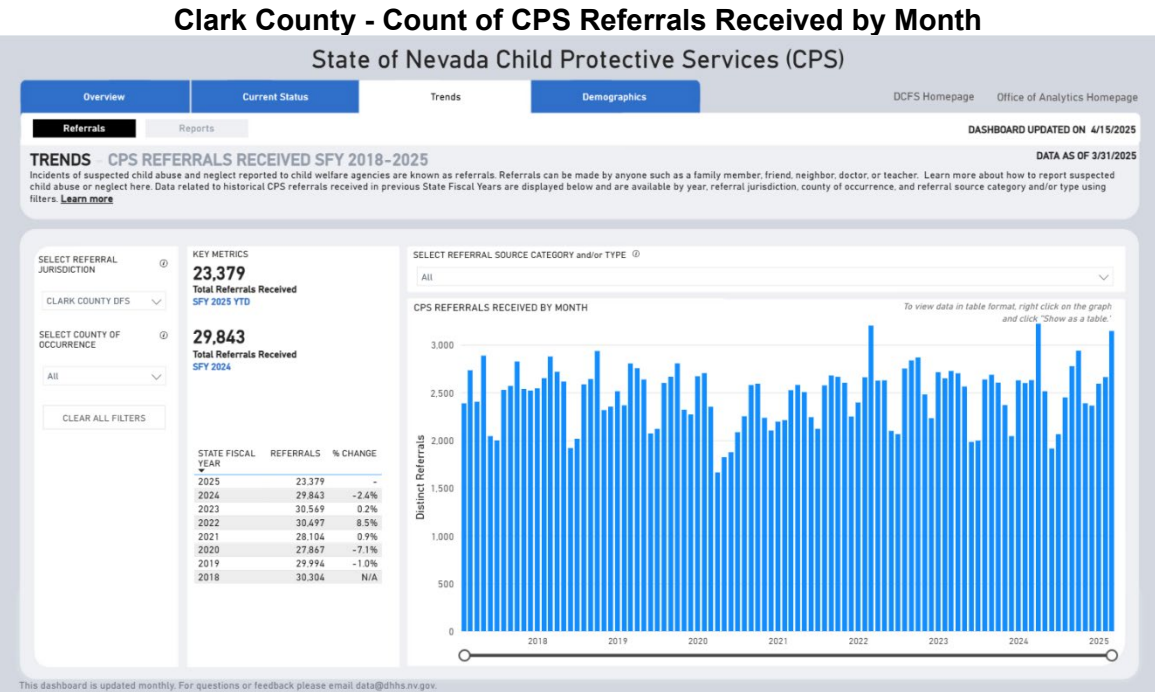 Clark County - Count of CPS Referrals Received by Month
State of Nevada Child Protective Services (CPS)
Overview
Current Status
Trends
Demographics
DCFS Homepage
Office of Analytics Homepage
Referrals
Reports
DASHBOARD UPDATED ON 4/15/2025
TRENDS - CPS REFERRALS RECEIVED SFY 2018-2025
DATA AS OF 3/31/2025
Incidents of suspected child abuse and neglect reported to child welfare agencies are known as referrals. Referrals can be made by anyone such as a family member, friend, neighbor, doctor, or teacher. Learn more about how to report suspected
child abuse or neglect here. Data related to historical CPS referrals received in previous State Fiscal Years are displayed below and are available by year, referral jurisdiction, county of occurrence, and referral source category and/or type using
filters. Learn more
SELECT REFERRAL
JURISDICTION
CLARK COUNTY DFS
SELECT COUNTY OF
OCCURRENCE
All
CLEAR ALL FILTERS
KEY METRICS
23,379
Total Referrals Received
SFY 2025 YTD
29,843
Total Referrals Received
SFY 2024
STATE FISCAL YEAR REFERRALS % CHANGE
2025 23,379 -
2024 29,843 -2.4%
2023 30,569 0.2%
2022 30,497 8.5%
2021 28,104 0.9%
2020 27,867 -7.1%
2019 29,994 -1.0%
2018 30,304 N/A
SELECT REFERRAL SOURCE CATEGORY and/or TYPE
All
CPS REFERRALS RECEIVED BY MONTH
To view data in table format, right click on the graph
and click "Show as a table.'
Distinct Referrals
3,000
2,500
2,000
1,500
1,000
500
0
2018 2019 2020 2021 2022 2023 2024 2025
This dashboard is updated monthly. For questions or feedback please email data@dhhs.nv.gov.